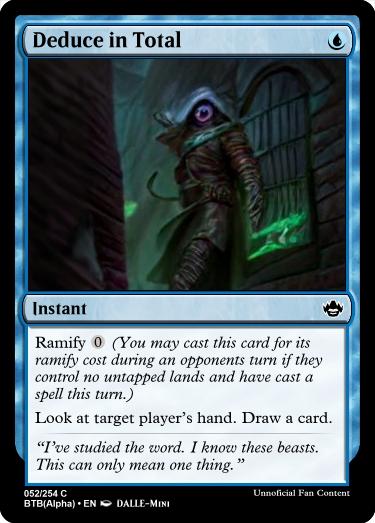 Deduce in Total
Instant
Ramify 0 (You may cast this card for its
ramify cost during an opponents turn if they
control no untapped lands and have cast a
spell this turn.)
Look at target player's hand. Draw a card.
“I've studied the word. I know these beasts.
This can only mean one thing.”
052/254 C
BTB(Alpha) • EN DALLE-Mini
Unofficial Fan Content